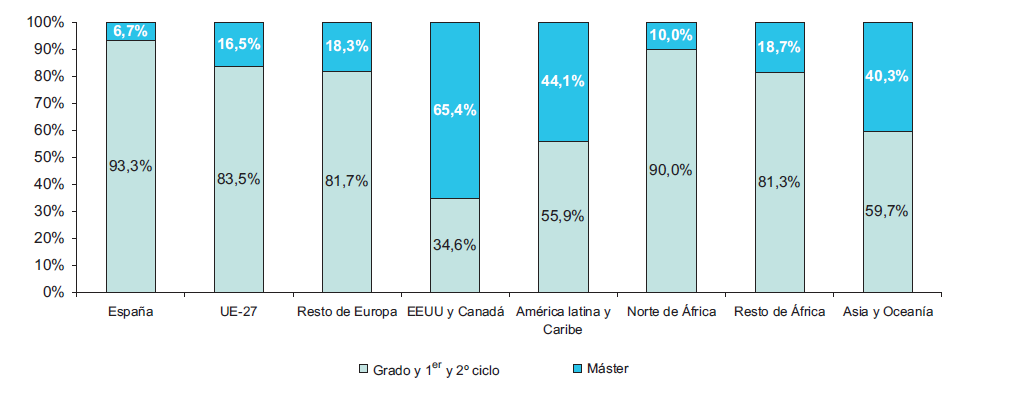 100%
90%
80%
70%
60%
50%
40%
30%
20%
10%
0%
6,7%
16,5%
18,3%
65,4%
44,1%
10,0%
18,7%
40,3%
93,3%
83,5%
81,7%
34,6%
55,9%
90,0%
81,3%
59,7%
España
UE-27
Resto de Europa
EEUU y Canadá
América latina y
Caribe
Norte de África
Resto de África
Asia y Oceanía
Grado y 1er y 2º ciclo
Máster